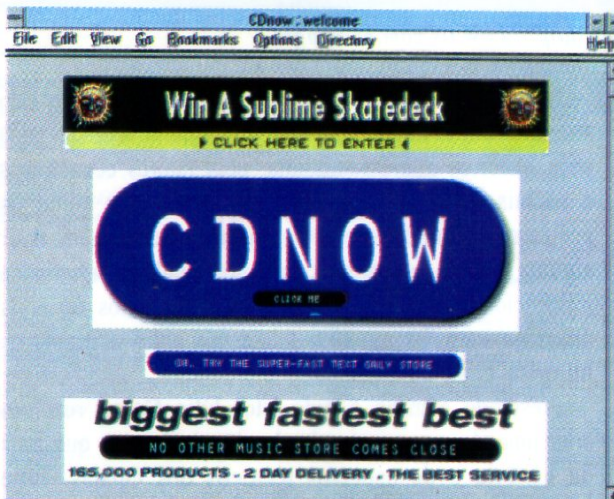 CDnow : welcome
File Edit View Go Bookmarks Options Directory Help
Win A Sublime Skatedeck
CLICK HERE TO ENTER
CDNOW
CLICK ME
OR, TRY THE SUPER-FAST TEXT ONLY STORE
biggest fastest best
NO OTHER MUSIC STORE COMES CLOSE
165,000 PRODUCTS . 2 DAY DELIVERY . THE BEST SERVICE